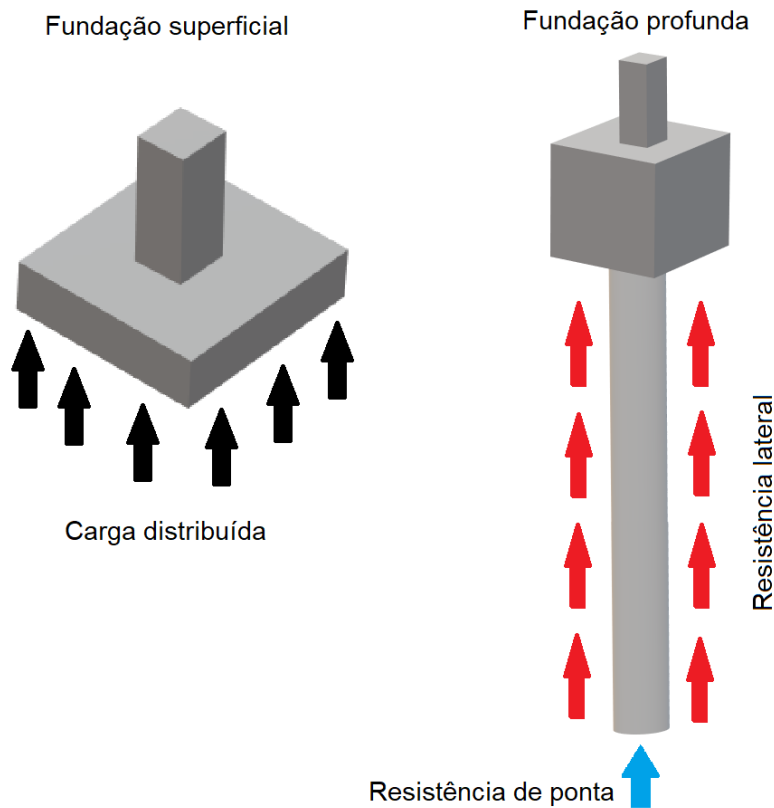 Fundação superficial
Fundação profunda
Carga distribuída
Resistência lateral
Resistência de ponta